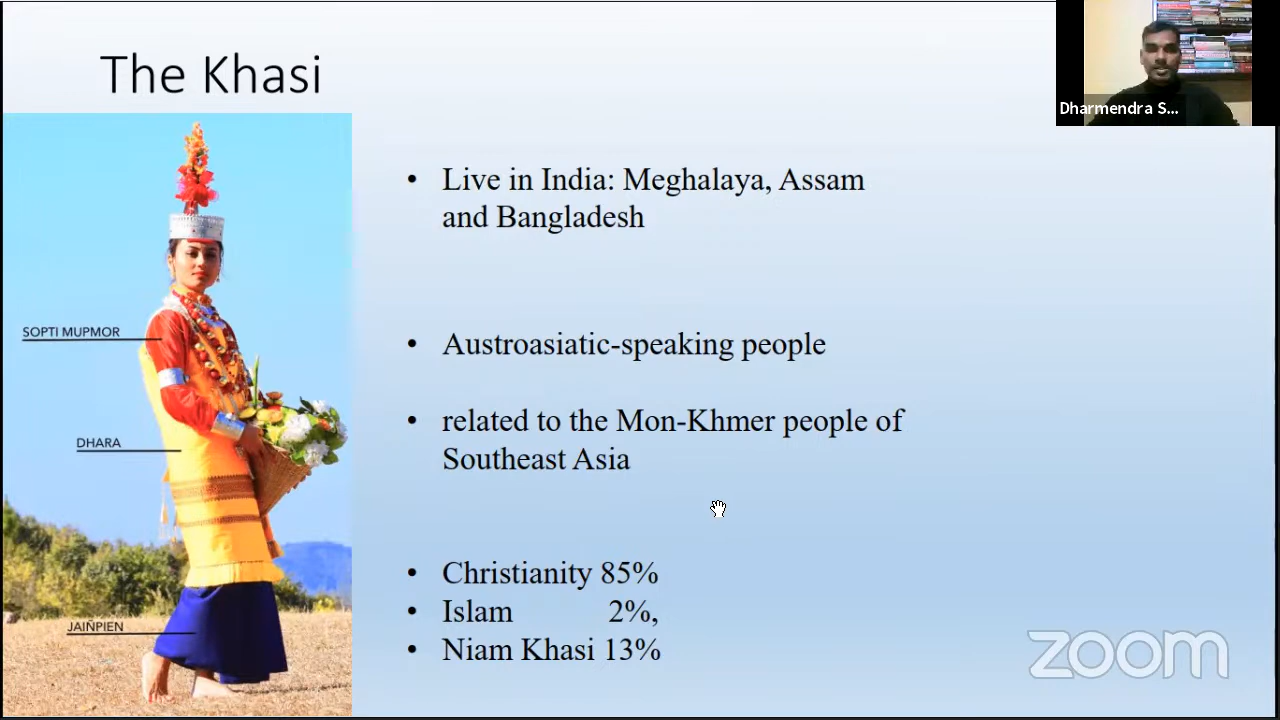 The Khasi
Dharmendra S...
• Live in India: Meghalaya, Assam
and Bangladesh
SOPTI MUPMOR
• Austroasiatic-speaking people
• related to the Mon-Khmer people of
Southeast Asia
DHARA
• Christianity 85%
• Islam 2%,
• Niam Khasi 13%
JAIÑPIEN
zoom